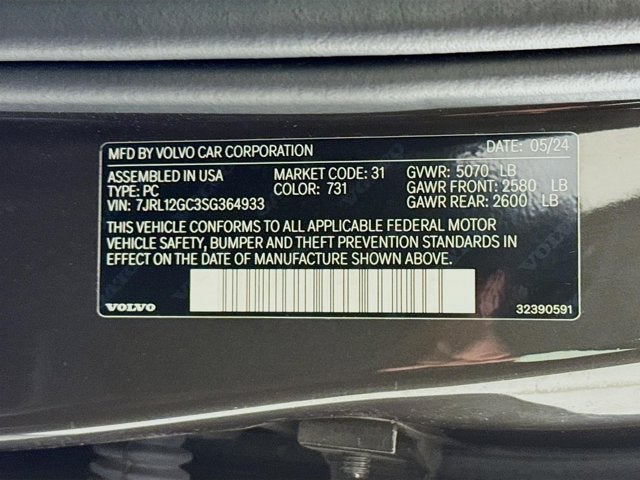 MFD BY VOLVO CAR CORPORATION DATE: 05/24
ASSEMBLED IN USA MARKET CODE: 31 GVWR: 5070 LB
TYPE: PC COLOR: 731 GAWR FRONT: 2580 LB
VIN: 7JRL12GC3SG364933 GAWR REAR: 2600 LB
THIS VEHICLE CONFORMS TO ALL APPLICABLE FEDERAL MOTOR
VEHICLE SAFETY, BUMPER AND THEFT PREVENTION STANDARDS IN
EFFECT ON THE DATE OF MANUFACTURE SHOWN ABOVE.
VOLVO 32390591